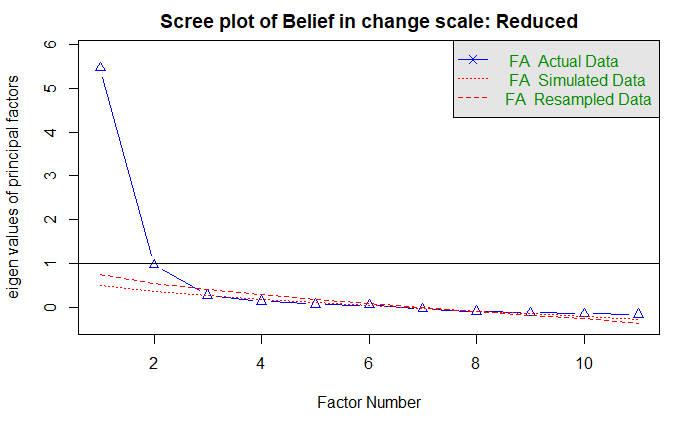 Scree plot of Belief in change scale: Reduced
eigen values of principal factors
6
5
4
3
2
1
0
FA  Actual Data
FA  Simulated Data
FA  Resampled Data
2 4 6 8 10
Factor Number